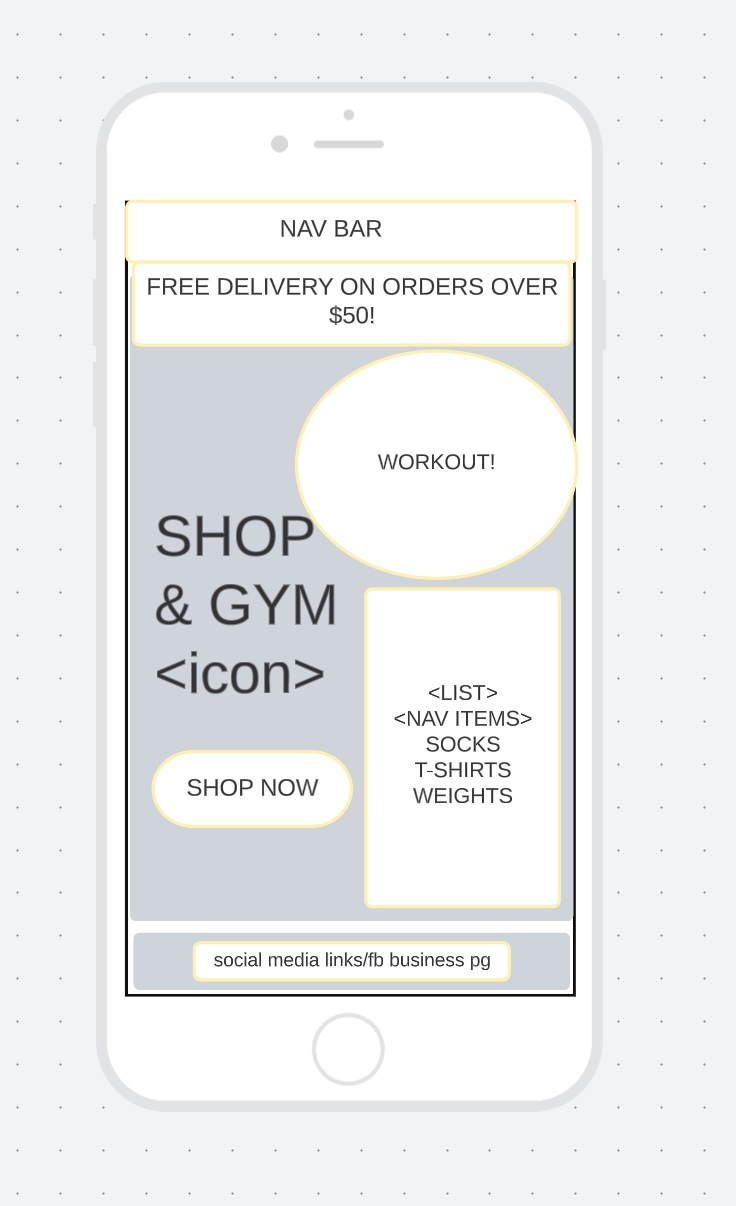 NAV BAR
FREE DELIVERY ON ORDERS OVER
$50!
WORKOUT!
SHOP
& GYM
<icon>
SHOP NOW
<LIST>
<NAV ITEMS>
SOCKS
T-SHIRTS
WEIGHTS
social media links/fb business pg